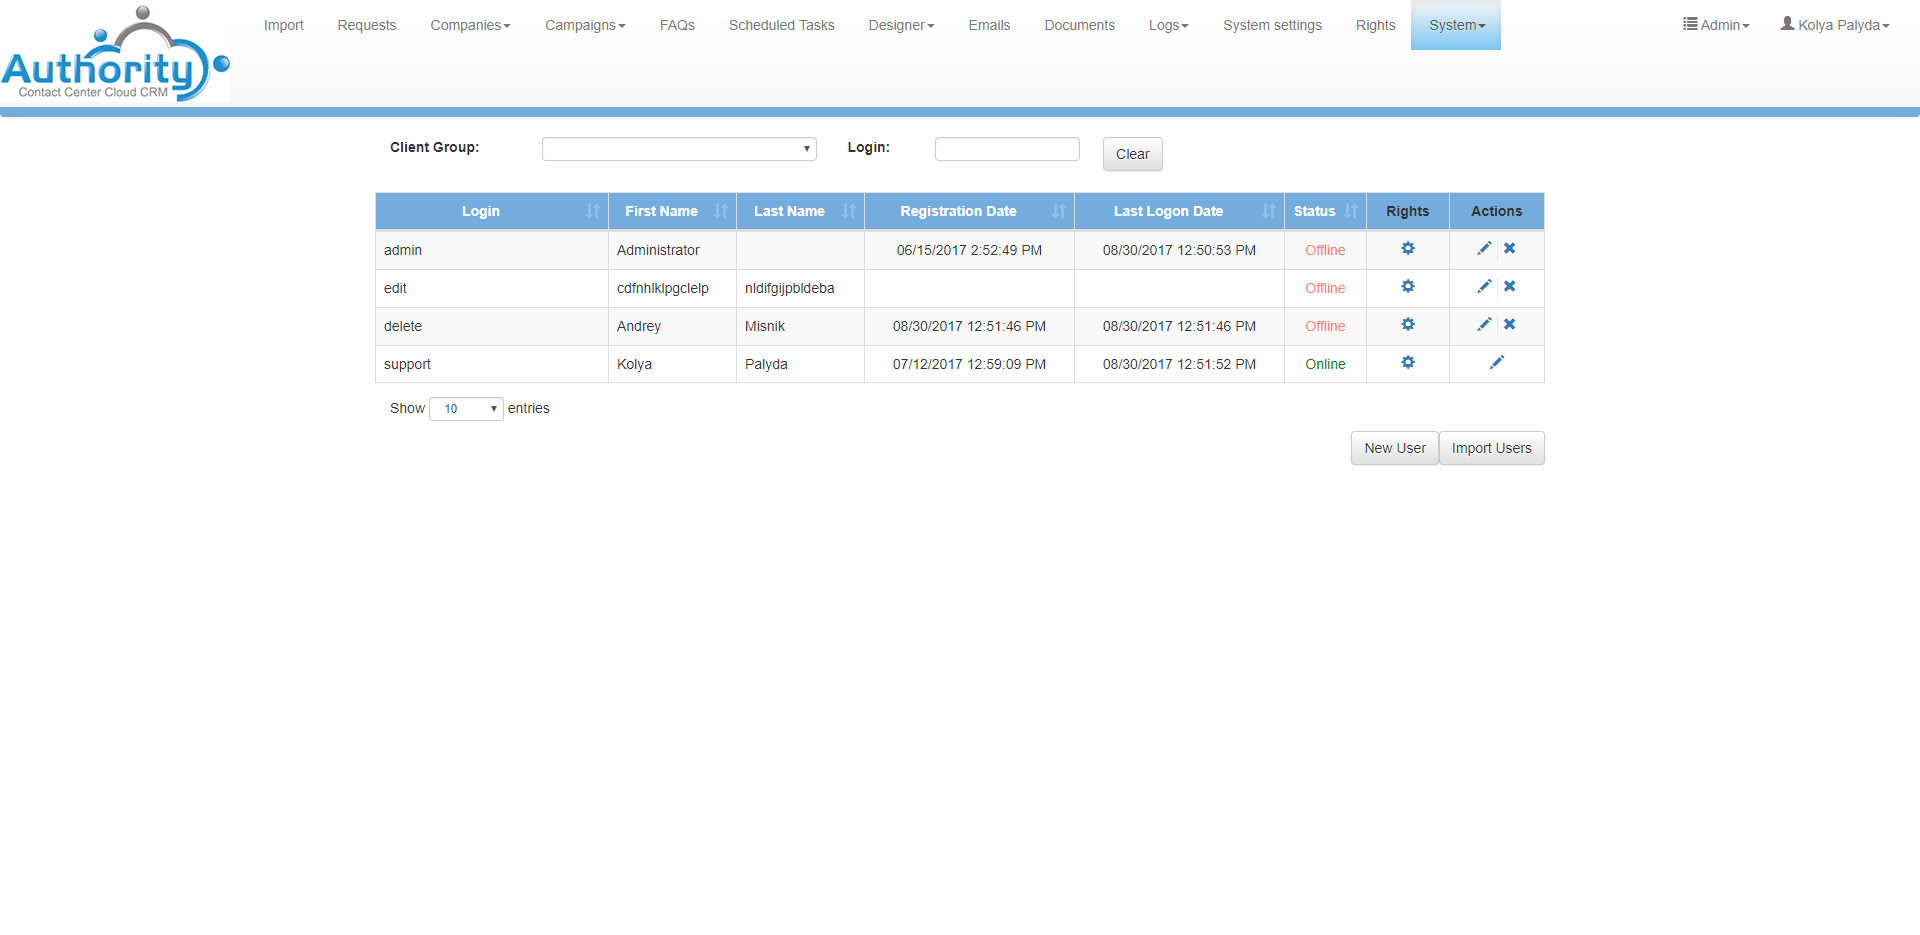 Authority
Contact Center Cloud CRM
Import Requests Companies Campaigns FAQs Scheduled Tasks Designer Emails Documents Logs System settings Rights System Admin Kolya Palyda
Client Group: Login: Clear
Login First Name Last Name Registration Date Last Logon Date Status Rights Actions
admin Administrator 06/15/2017 2:52:49 PM 08/30/2017 12:50:53 PM Offline
edit cdfnhlklpgclelp nldifgijpbldeba Offline
delete Andrey Misnik 08/30/2017 12:51:46 PM 08/30/2017 12:51:46 PM Offline
support Kolya Palyda 07/12/2017 12:59:09 PM 08/30/2017 12:51:52 PM Online
Show 10 entries
New User Import Users